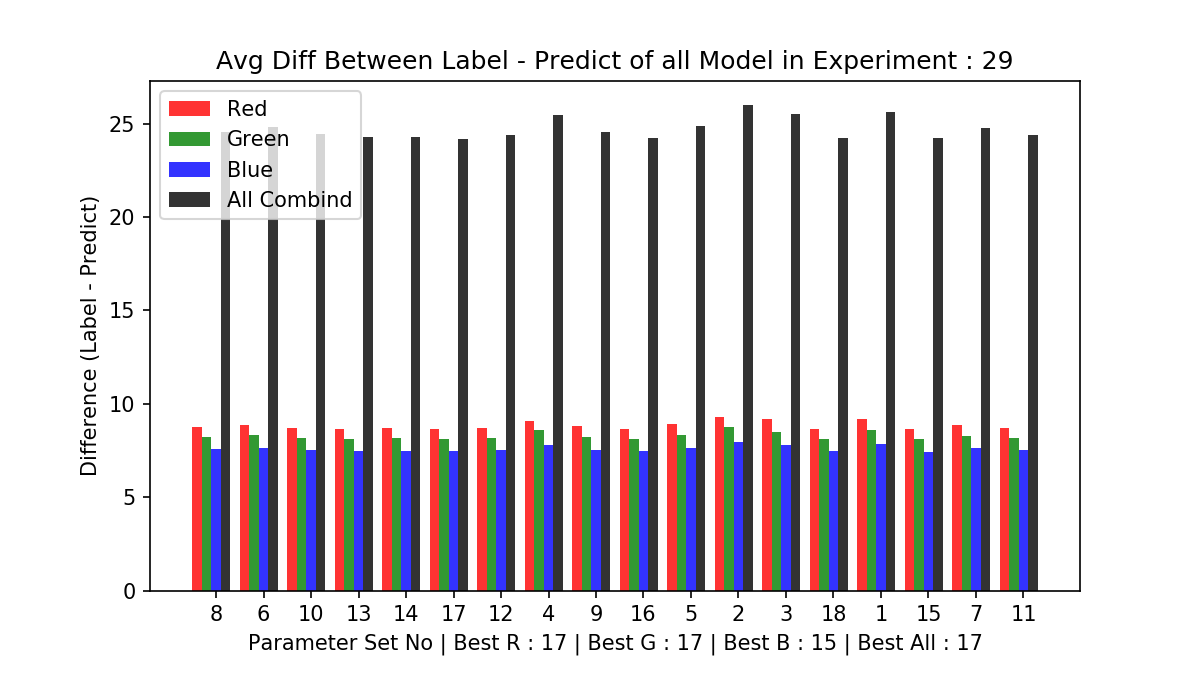 Avg Diff Between Label - Predict of all Model in Experiment : 29
Red
Green
Blue
All Combind
Difference (Label - Predict)
25
20
15
10
5
0
8 6 10 13 14 17 12 4 9 16 5 2 3 18 1 15 7 11
Parameter Set No | Best R : 17 | Best G : 17 | Best B : 15 | Best All : 17